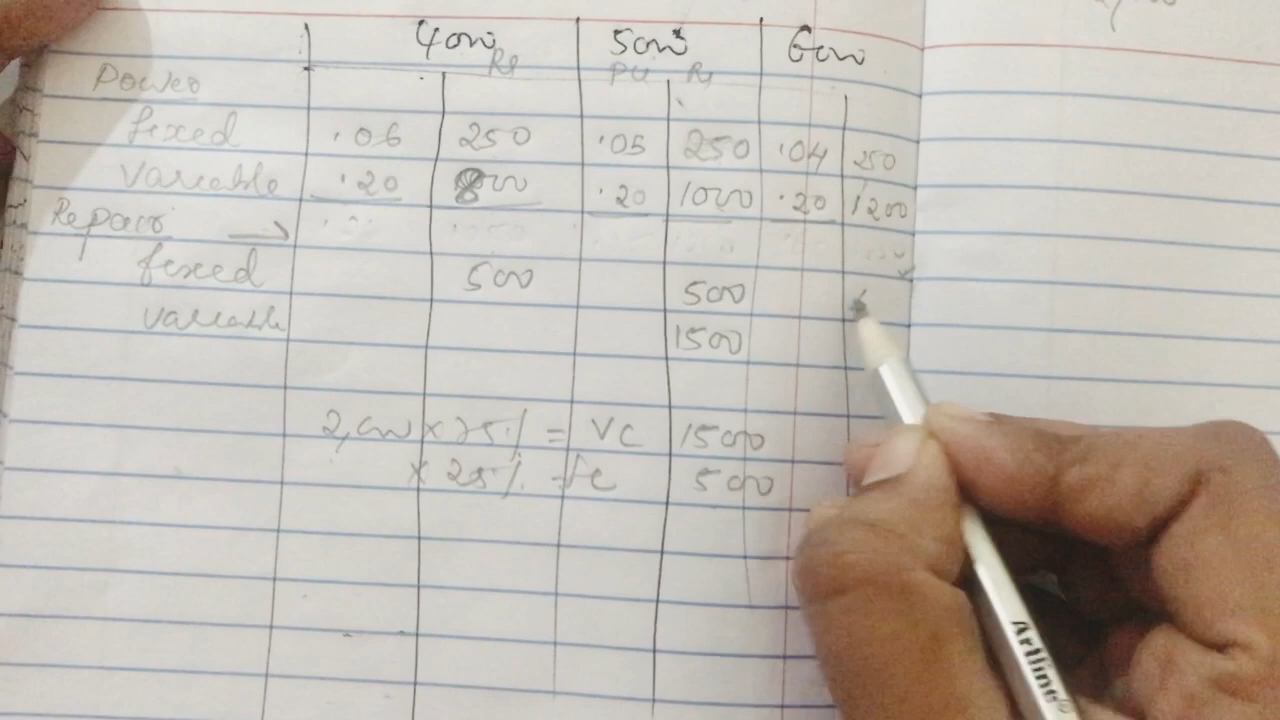 4000 5000 6000
Rs PU Rs
Power
fixed .06 250 .05 250 .04 250
Variable .20 800 .20 1000 .20 1200
Repair →
fixed 500 500
variable 1500
2,000 x 75% = VC 1500
x 25% = fc 500
Artline